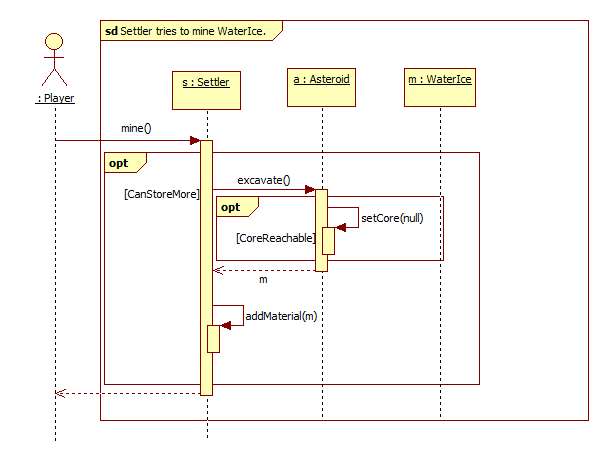 sd Settler tries to mine WaterIce.
: Player
s : Settler
a : Asteroid
m : WaterIce
mine()
opt
[CanStoreMore]
excavate()
opt
setCore(null)
[CoreReachable]
m
addMaterial(m)